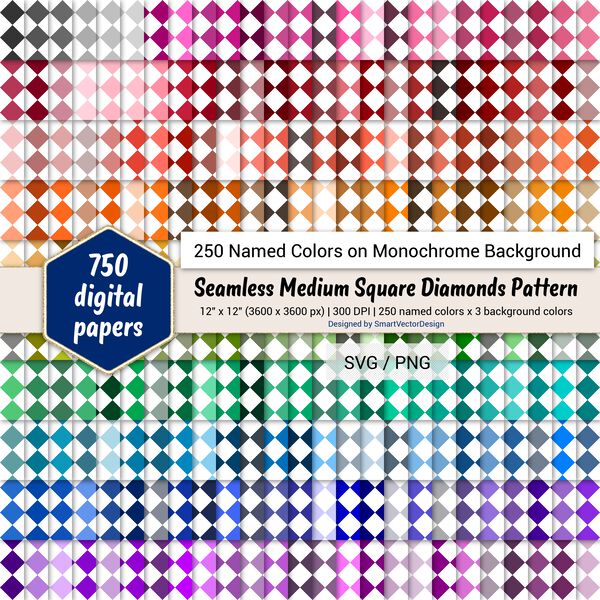 250 Named Colors on Monochrome Background
750
digital
papers
Seamless Medium Square Diamonds Pattern
12" x 12" (3600 x 3600 px) | 300 DPI | 250 named colors x 3 background colors
Designed by SmartVectorDesign
SVG / PNG